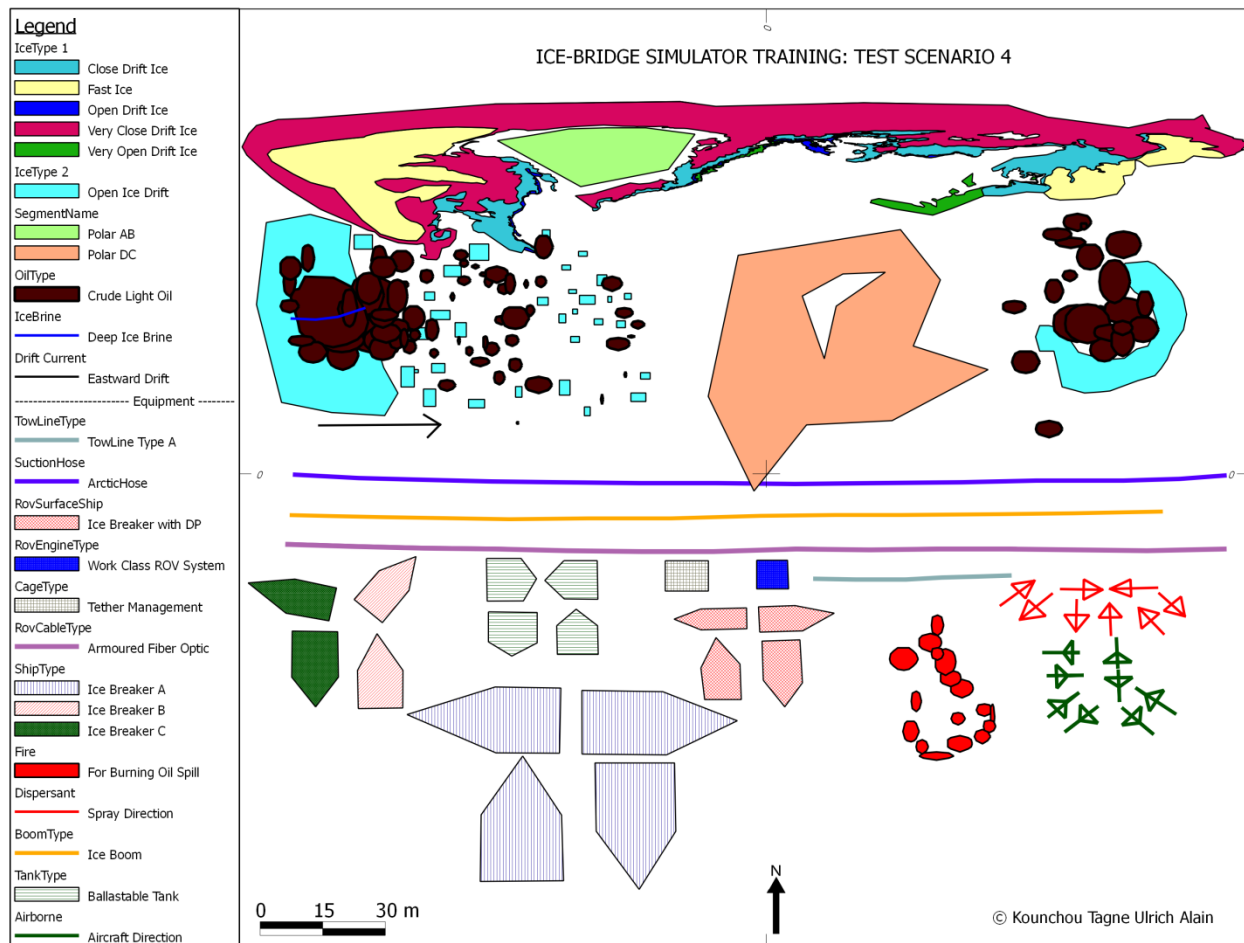 Legend
IceType 1
Close Drift Ice
Fast Ice
Open Drift Ice
Very Close Drift Ice
Very Open Drift Ice
IceType 2
Open Ice Drift
SegmentName
Polar AB
Polar DC
OilType
Crude Light Oil
IceBrine
Deep Ice Brine
Drift Current
Eastward Drift
------------------------ Equipment --------
TowLineType
TowLine Type A
SuctionHose
ArcticHose
RovSurfaceShip
Ice Breaker with DP
RovEngineType
Work Class ROV System
CageType
Tether Management
RovCableType
Armoured Fiber Optic
ShipType
Ice Breaker A
Ice Breaker B
Ice Breaker C
Fire
For Burning Oil Spill
Dispersant
Spray Direction
BoomType
Ice Boom
TankType
Ballastable Tank
Airborne
Aircraft Direction
0
ICE-BRIDGE SIMULATOR TRAINING: TEST SCENARIO 4
0
0
N
0 15 30 m
© Kounchou Tagne Ulrich Alain
0